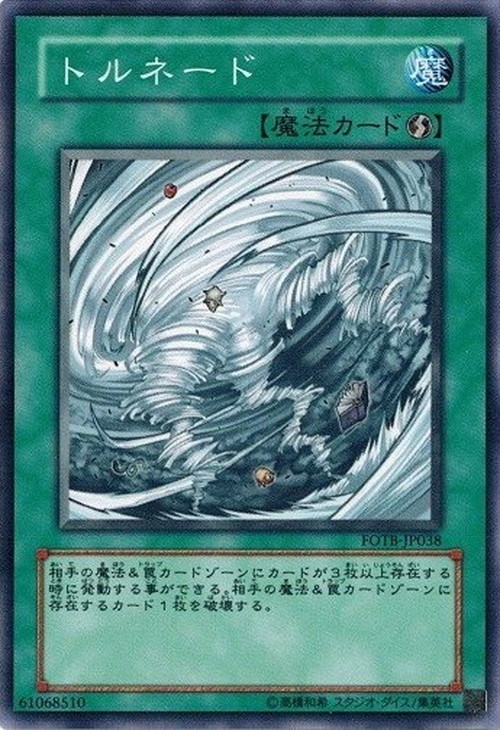 トルネード
魔
【魔法カード】
FOTB-JP038
相手の魔法&罠カードゾーンにカードが3枚以上存在する
時に発動する事ができる。相手の魔法&罠カードゾーンに
存在するカード1枚を破壊する。
61068510
©高橋和希 スタジオ・ダイス/集英社